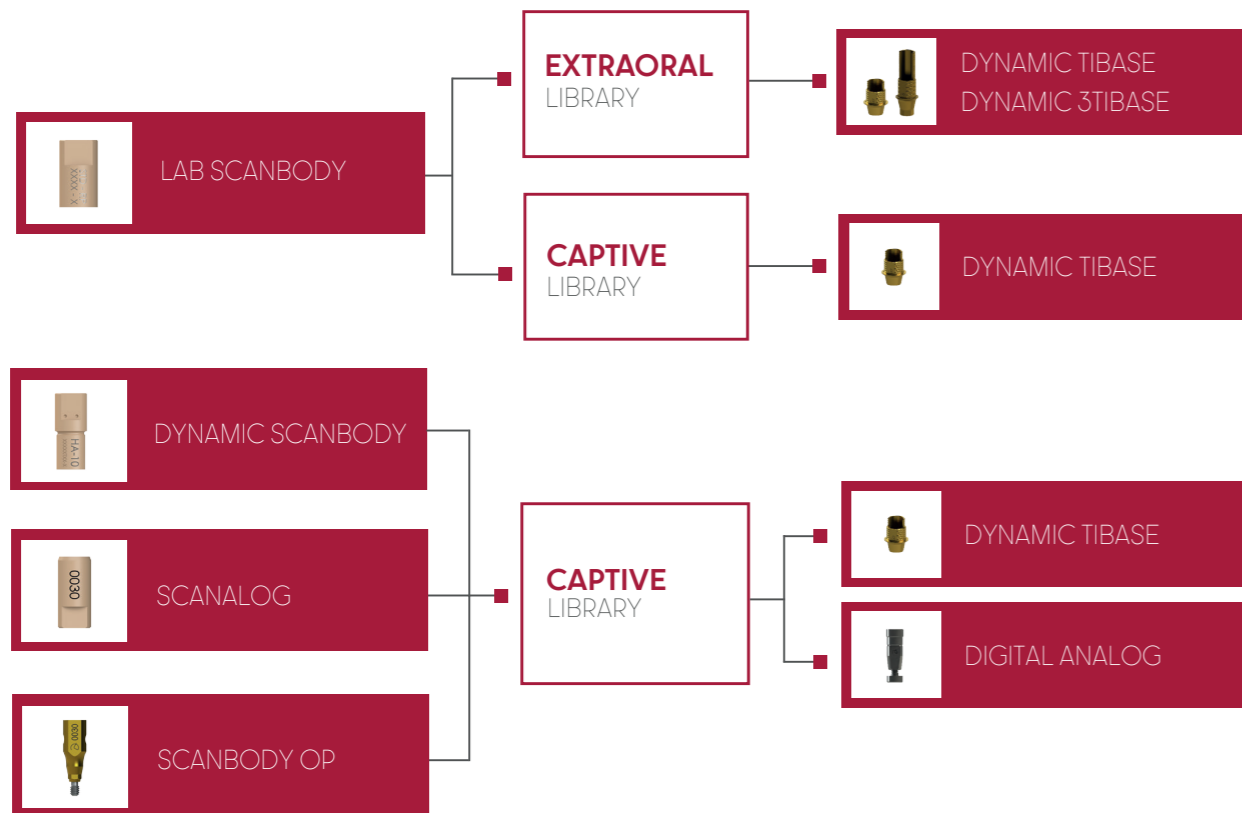 EXTRAORAL
LIBRARY
DYNAMIC TIBASE
DYNAMIC 3TIBASE
XXXX - X
LAB SCANBODY
CAPTIVE
LIBRARY
DYNAMIC TIBASE
HA-10
DYNAMIC SCANBODY
0030
SCANALOG
CAPTIVE
LIBRARY
DYNAMIC TIBASE
DIGITAL ANALOG
0030
SCANBODY OP